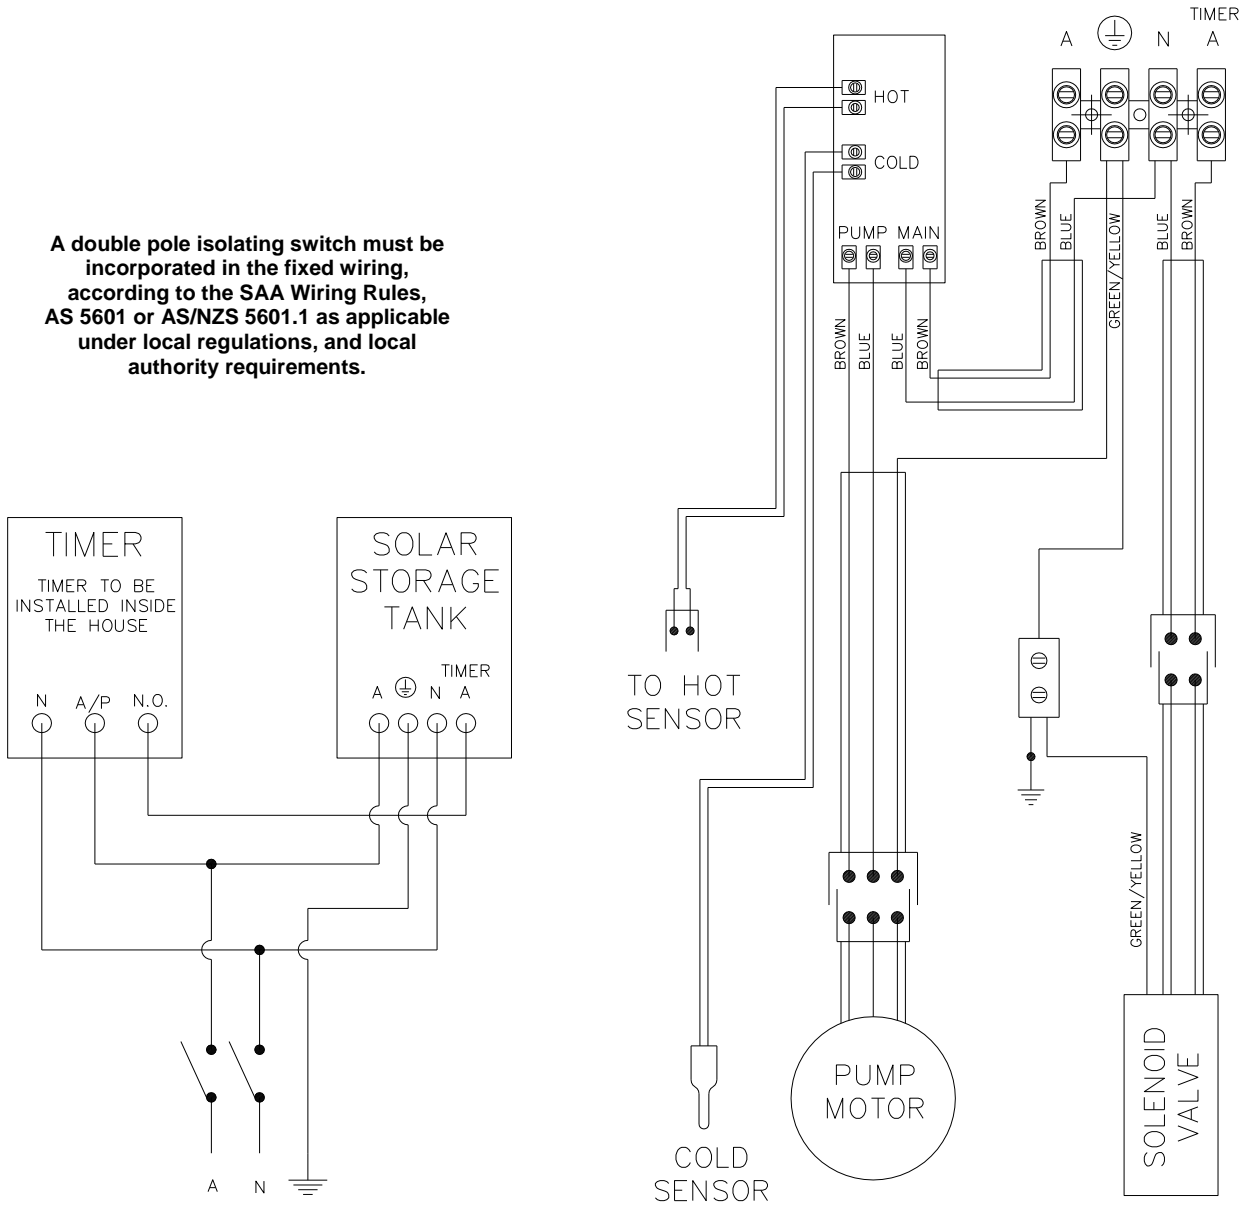 A double pole isolating switch must be
incorporated in the fixed wiring,
according to the SAA Wiring Rules,
AS 5601 or AS/NZS 5601.1 as applicable
under local regulations, and local
authority requirements.
TIMER
TIMER TO BE
INSTALLED INSIDE
THE HOUSE
N A/P N.O.
SOLAR
STORAGE
TANK
TIMER
A N A
A N
HOT
COLD
PUMP MAIN
BROWN
BLUE
BLUE
BROWN
TIMER
A N A
BROWN
BLUE
GREEN/YELLOW
BLUE
BROWN
TO HOT
SENSOR
COLD
SENSOR
PUMP
MOTOR
GREEN/YELLOW
SOLENOID
VALVE